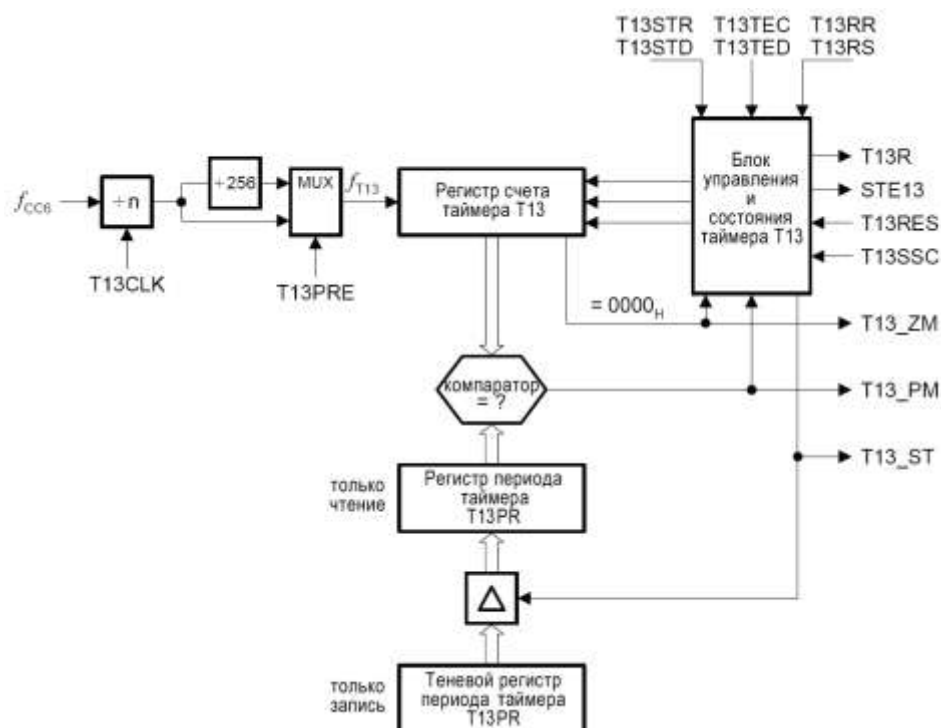 T13STR T13TEC T13RR
T13STD T13TED T13RS
Блок
управления
и
состояния
таймера T13
T13R
STE13
T13RES
T13SSC
f_CC6
÷n
÷256
MUX
f_T13
Регистр счета
таймера T13
T13CLK
T13PRE
= 0000_H
T13_ZM
компаратор
= ?
T13_PM
T13_ST
только
чтение
Регистр периода
таймера
T13PR
Δ
только
запись
Теневой регистр
периода таймера
T13PR